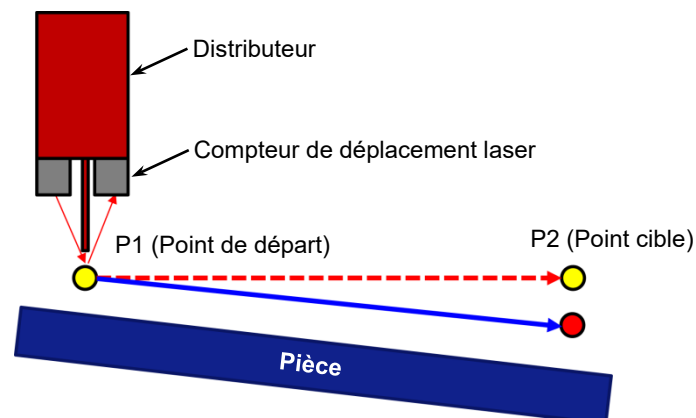 Distributeur
Compteur de déplacement laser
P1 (Point de départ)
P2 (Point cible)
Pièce